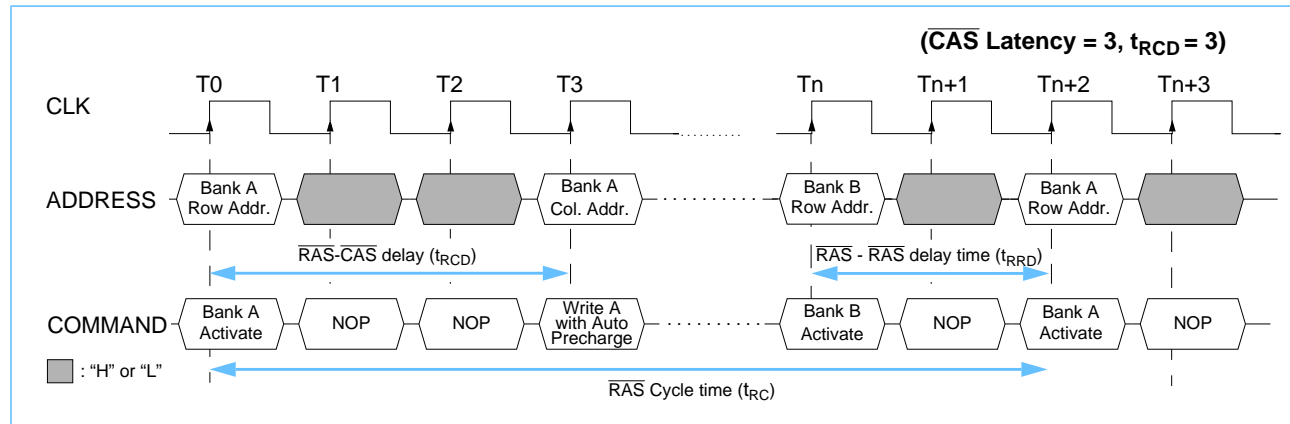 (CAS Latency = 3, tRCD = 3)
T0 T1 T2 T3 Tn Tn+1 Tn+2 Tn+3
CLK
ADDRESS
Bank A
Row Addr.
Bank A
Col. Addr.
Bank B
Row Addr.
Bank A
Row Addr.
RAS-CAS delay (tRCD)
RAS - RAS delay time (tRRD)
COMMAND
Bank A
Activate
NOP
NOP
Write A
with Auto
Precharge
Bank B
Activate
NOP
Bank A
Activate
NOP
: “H” or “L”
RAS Cycle time (tRC)